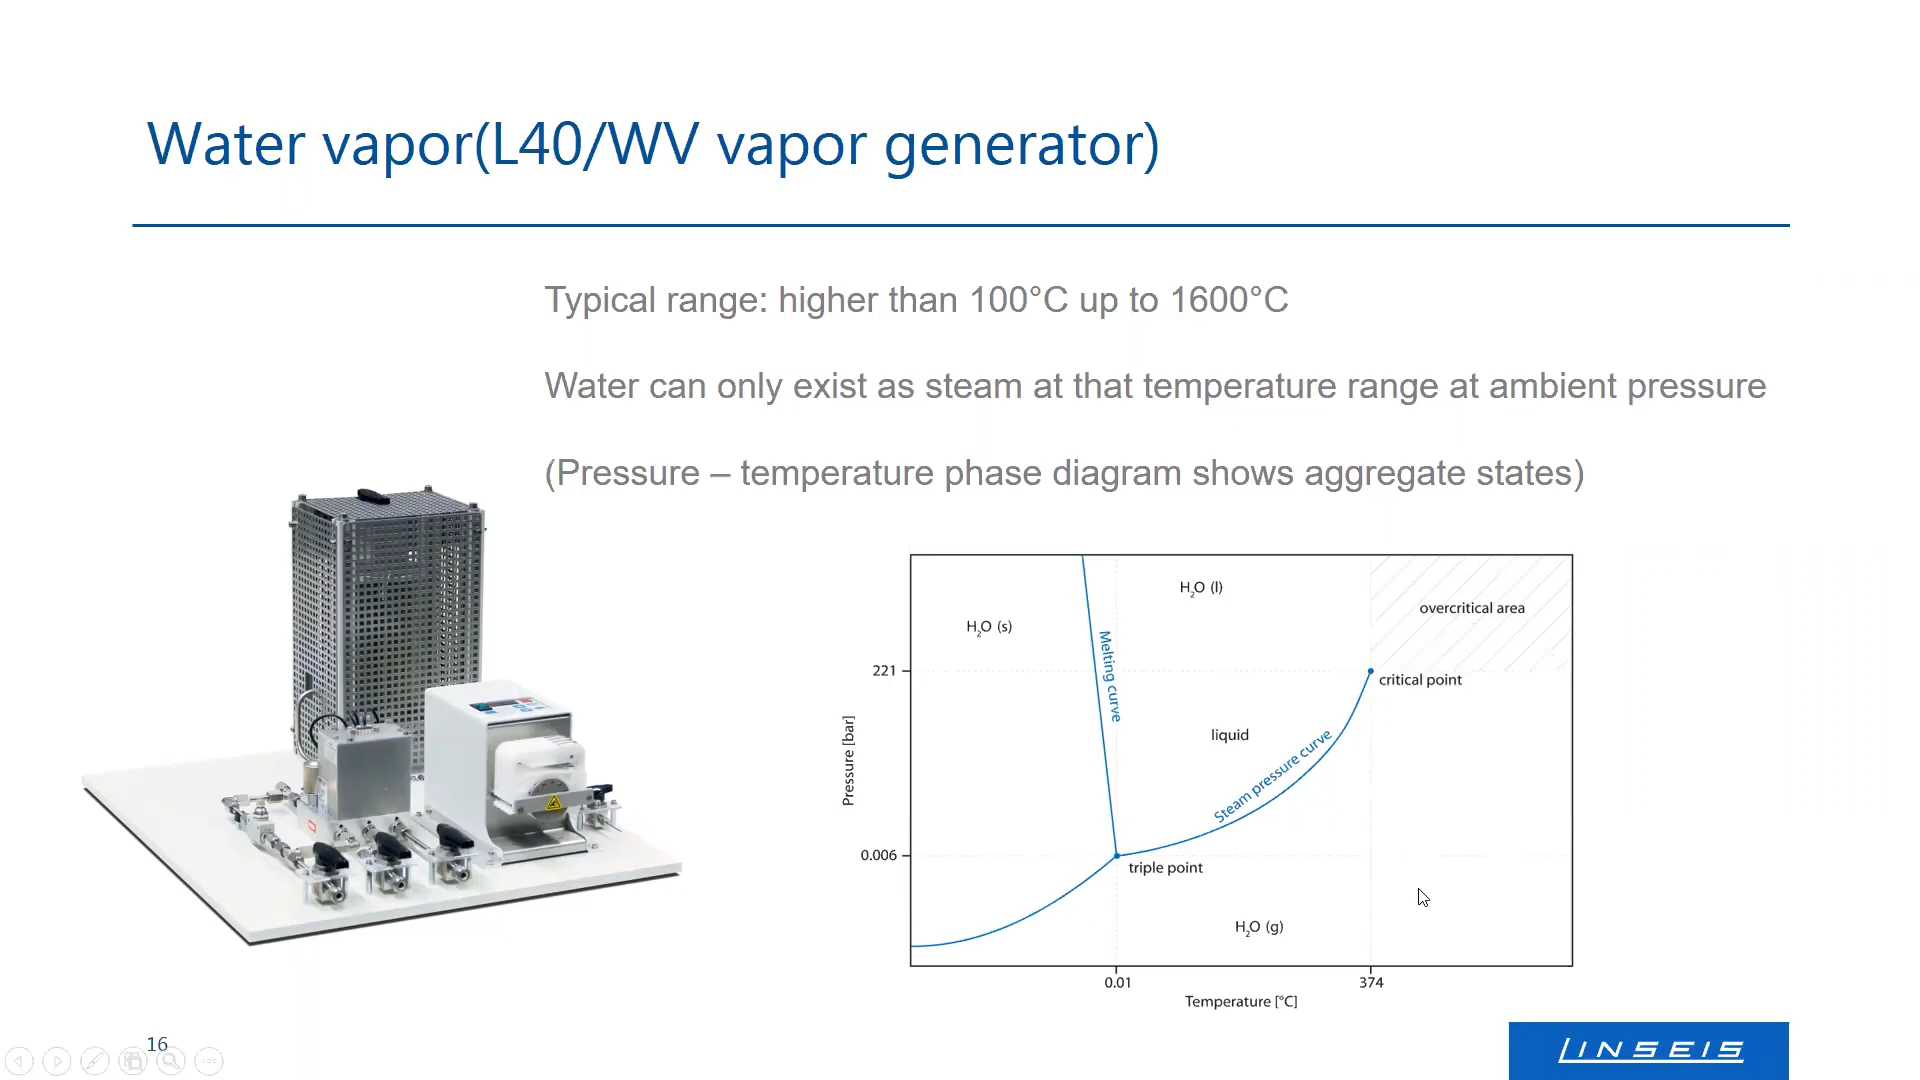 Water vapor(L40/WV vapor generator)
Typical range: higher than 100°C up to 1600°C
Water can only exist as steam at that temperature range at ambient pressure
(Pressure – temperature phase diagram shows aggregate states)
H₂O (s)
H₂O (l)
overcritical area
Melting curve
221
critical point
liquid
Steam pressure curve
Pressure [bar]
0.006
triple point
H₂O (g)
0.01
374
Temperature [°C]
16
LINSEIS